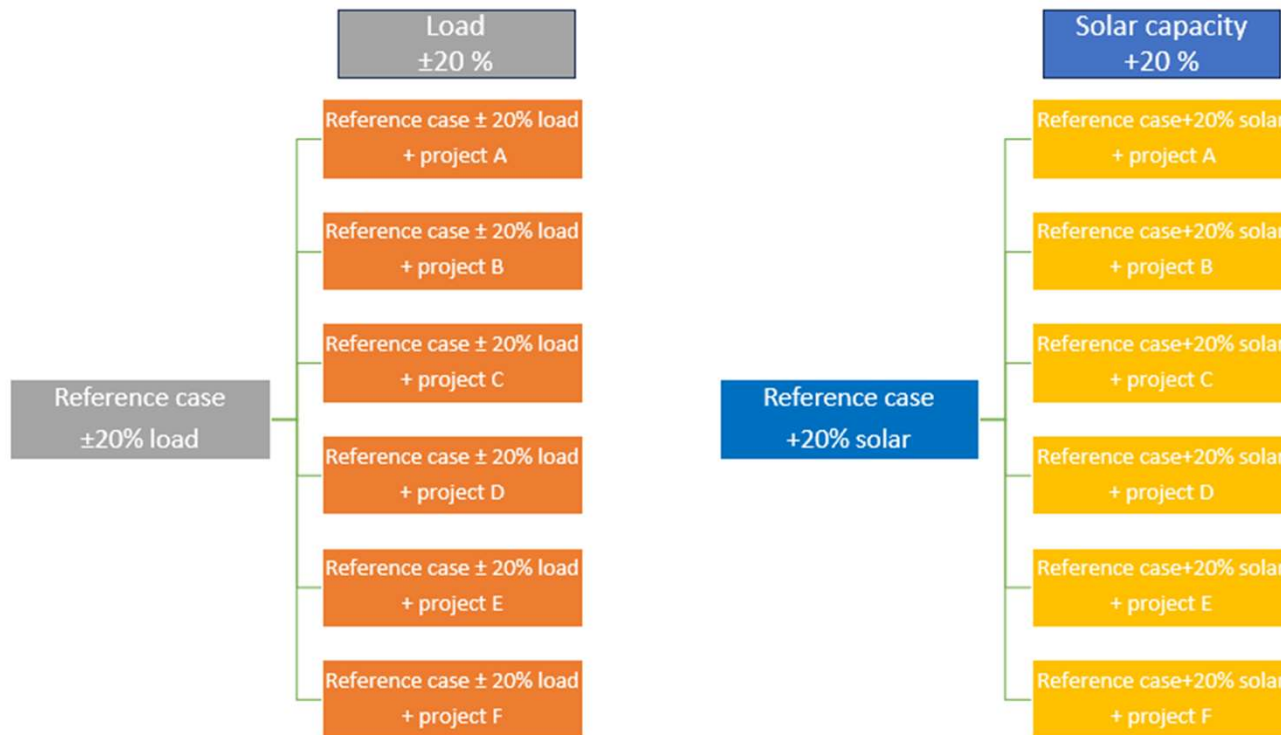 Load
±20 %
Reference case ± 20% load
+ project A
Reference case ± 20% load
+ project B
Reference case ± 20% load
+ project C
Reference case
±20% load
Reference case ± 20% load
+ project D
Reference case ± 20% load
+ project E
Reference case ± 20% load
+ project F
Solar capacity
+20 %
Reference case+20% solar
+ project A
Reference case+20% solar
+ project B
Reference case+20% solar
+ project C
Reference case
+20% solar
Reference case+20% solar
+ project D
Reference case+20% solar
+ project E
Reference case+20% solar
+ project F